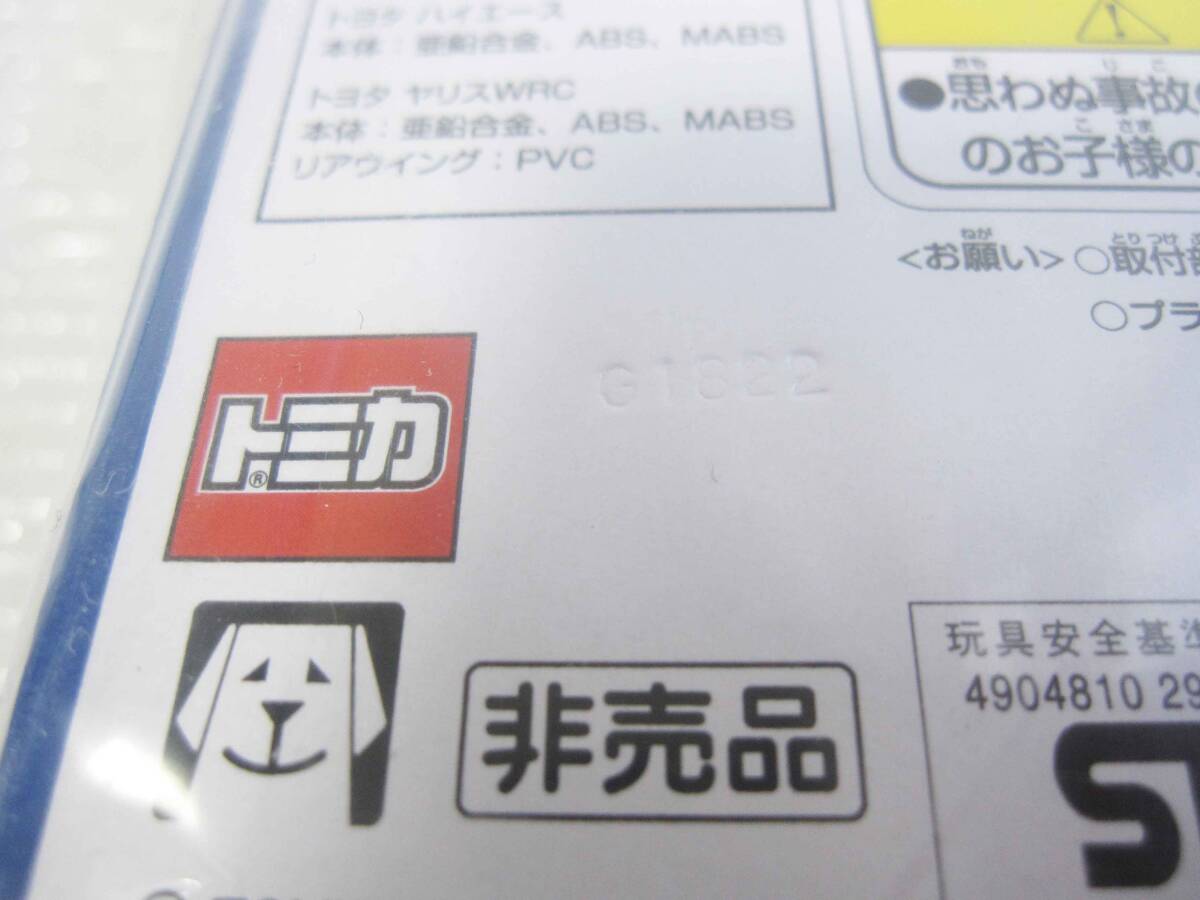 トヨタ ハイエース
本体：亜鉛合金、ABS、MABS
トヨタ ヤリスWRC
本体：亜鉛合金、ABS、MABS
リアウイング：PVC
●思わぬ事故
のお子様の
<お願い> ○取付部
○プラ
トミカ®
非売品
玩具安全基準
4904810 29
ST